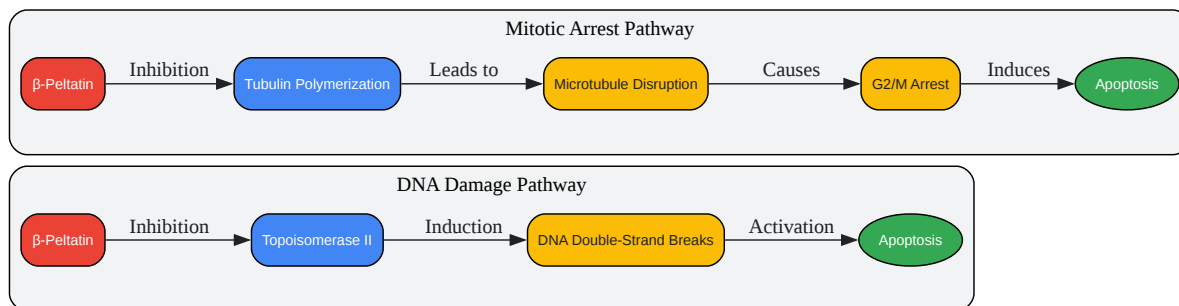 Mitotic Arrest Pathway
β-Peltatin Inhibition Tubulin Polymerization Leads to Microtubule Disruption Causes G2/M Arrest Induces Apoptosis
DNA Damage Pathway
β-Peltatin Inhibition Topoisomerase II Induction DNA Double-Strand Breaks Activation Apoptosis